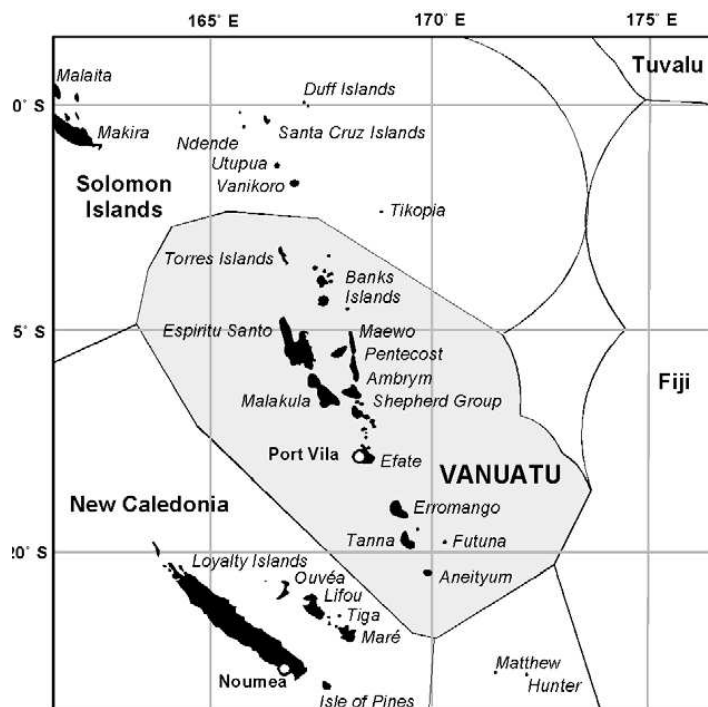 165° E
170° E
175° E
Malaita
Duff Islands
Tuvalu
0° S
Makira
Santa Cruz Islands
Ndende
Utupua
Vanikoro
Solomon
Islands
Tikopia
Torres Islands
Banks
Islands
Espiritu Santo
Maewo
5° S
Pentecost
Ambrym
Fiji
Malakula
Shepherd Group
Port Vila
Efate
VANUATU
New Caledonia
Erromango
Tanna
Futuna
20° S
Loyalty Islands
Ouvéa
Aneityum
Lifou
Tiga
Maré
Noumea
Matthew
Hunter
Isle of Pines